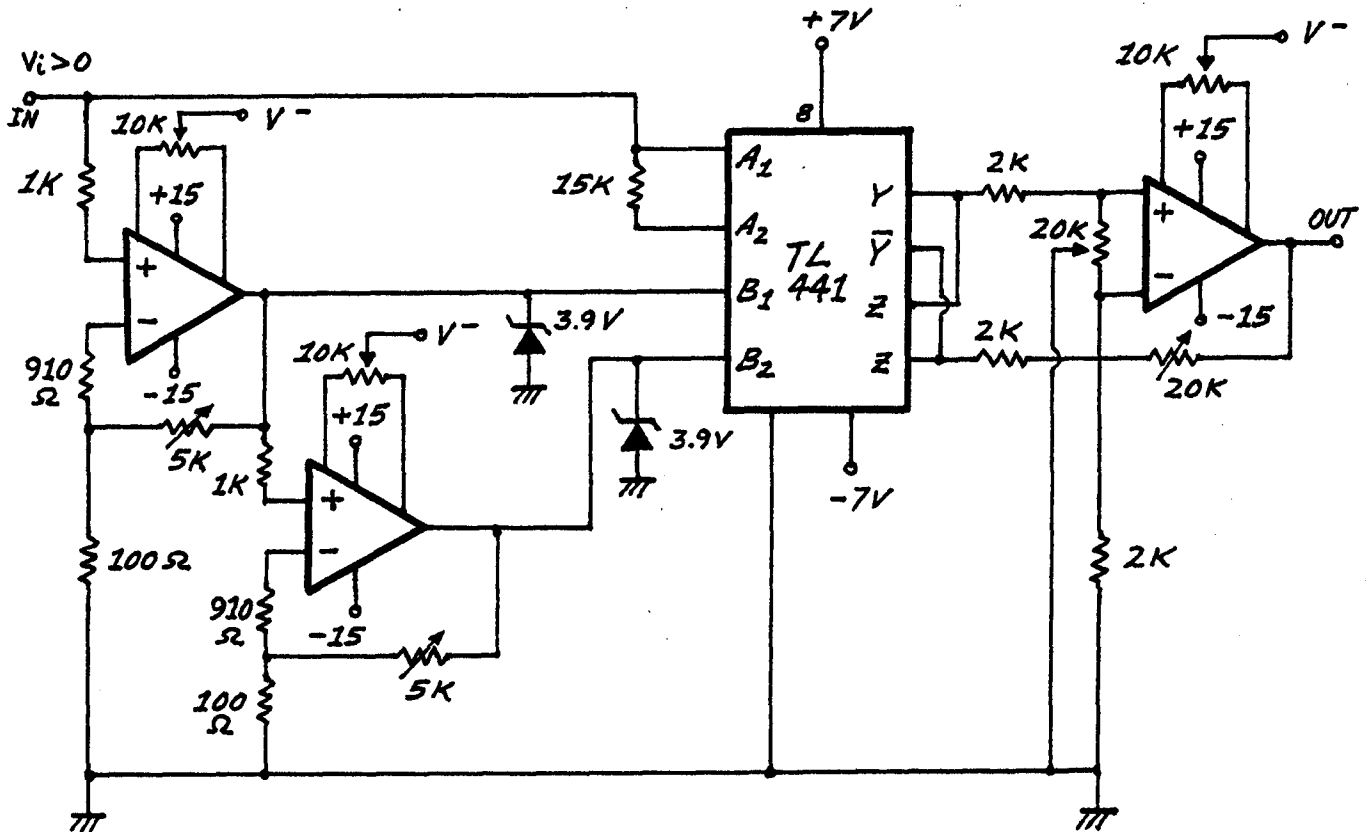 +7V
V⁻
10K
Vi>0
IN
10K
V⁻
8
+15
1K
+15
15K
A1
A2
B1
B2
TL
441
Y
Y̅
Z
Z
2K
20K
+
−
OUT
+
−
3.9V
2K
-15
20K
910
Ω
-15
10K
V⁻
+15
5K
1K
3.9V
-7V
+
−
100Ω
2K
910
Ω
-15
5K
100
Ω